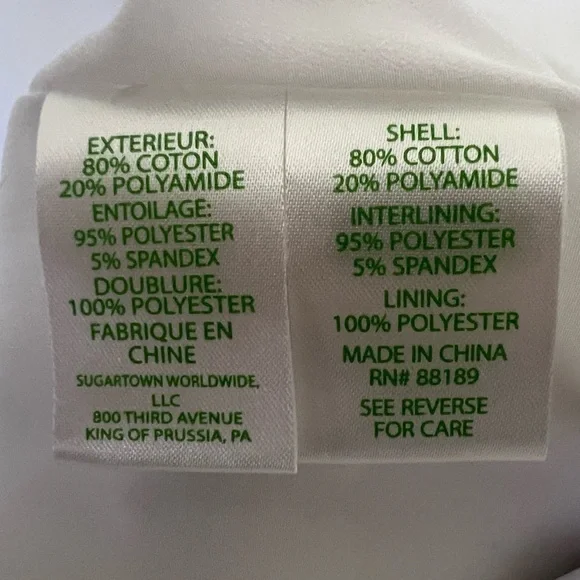 EXTERIEUR:
80% COTON
20% POLYAMIDE
ENTOILAGE:
95% POLYESTER
5% SPANDEX
DOUBLURE:
100% POLYESTER
FABRIQUE EN
CHINE
SUGARTOWN WORLDWIDE,
LLC
800 THIRD AVENUE
KING OF PRUSSIA, PA
SHELL:
80% COTTON
20% POLYAMIDE
INTERLINING:
95% POLYESTER
5% SPANDEX
LINING:
100% POLYESTER
MADE IN CHINA
RN# 88189
SEE REVERSE
FOR CARE